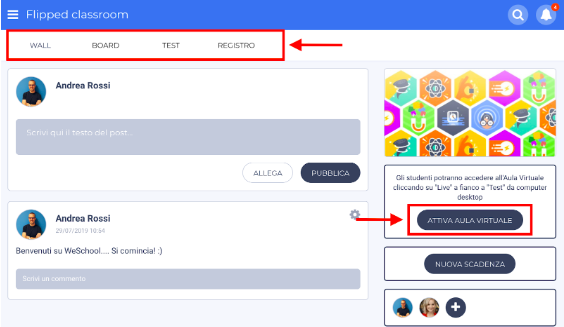 Flipped classroom
4
WALL BOARD TEST REGISTRO
Andrea Rossi
Scrivi qui il testo del post...
ALLEGA PUBBLICA
Andrea Rossi
29/07/2019 10:54
Benvenuti su WeSchool.... Si comincia! :)
Scrivi un commento
Gli studenti potranno accedere all'Aula Virtuale
cliccando su "Live" a fianco a "Test" da computer
desktop
ATTIVA AULA VIRTUALE
NUOVA SCADENZA